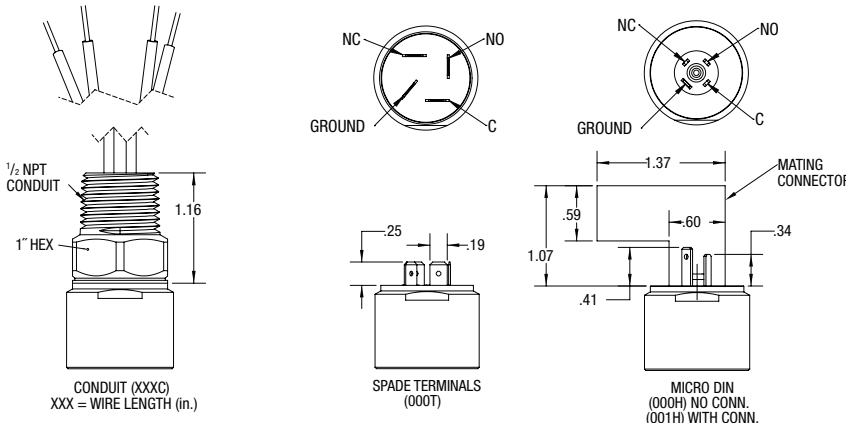 NC
NO
GROUND
C
NC
NO
GROUND
C
1/2 NPT
CONDUIT
1.16
1˝ HEX
.25
.19
1.37
MATING
CONNECTOR
.59
.60
1.07
.34
.41
CONDUIT (XXXC)
XXX = WIRE LENGTH (in.)
SPADE TERMINALS
(000T)
MICRO DIN
(000H) NO CONN.
(001H) WITH CONN.